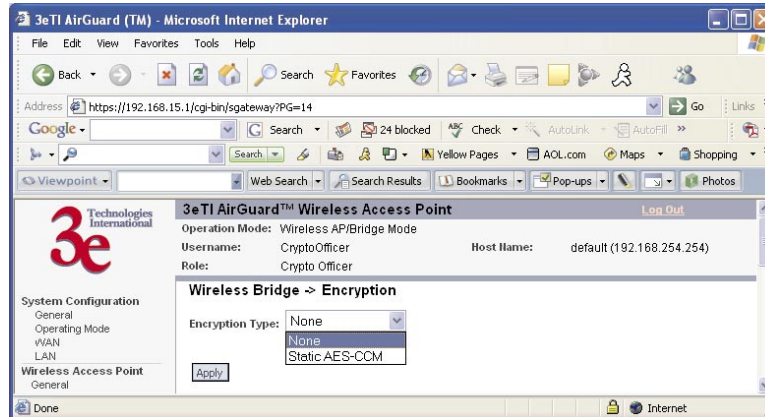 3eTI AirGuard (TM) - Microsoft Internet Explorer
File Edit View Favorites Tools Help
Back Search Favorites
Address https://192.168.15.1/cgi-bin/sgateway?PG=14 Go Links
Google Search 24 blocked ABC Check AutoLink AutoFill »
Search Yellow Pages AOL.com Maps Shopping
Viewpoint Web Search Search Results Bookmarks Pop-ups Photos
3e Technologies International
3eTI AirGuard™ Wireless Access Point Log Out
Operation Mode: Wireless AP/Bridge Mode
Username: CryptoOfficer Host Name: default (192.168.254.254)
Role: Crypto Officer
System Configuration
General
Operating Mode
WAN
LAN
Wireless Access Point
General
Wireless Bridge -> Encryption
Encryption Type: None
None
Static AES-CCM
Apply
Done Internet